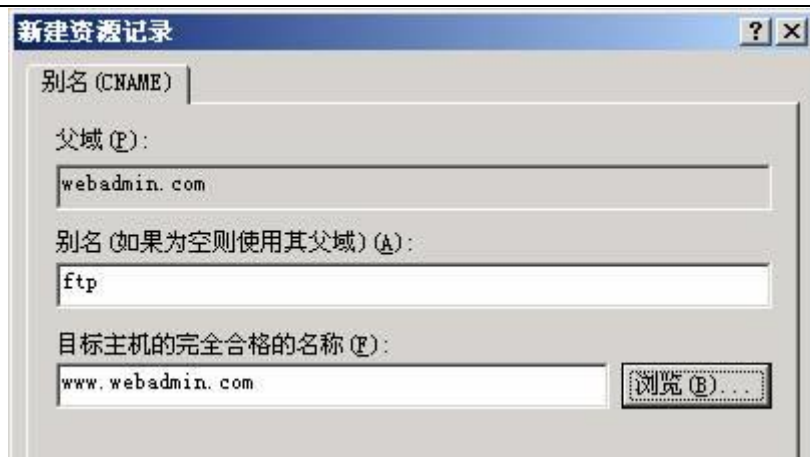 新建资源记录
别名(CNAME)
父域(P):
webadmin.com
别名(如果为空则使用其父域)(A):
ftp
目标主机的完全合格的名称(F):
www.webadmin.com
浏览(B)...